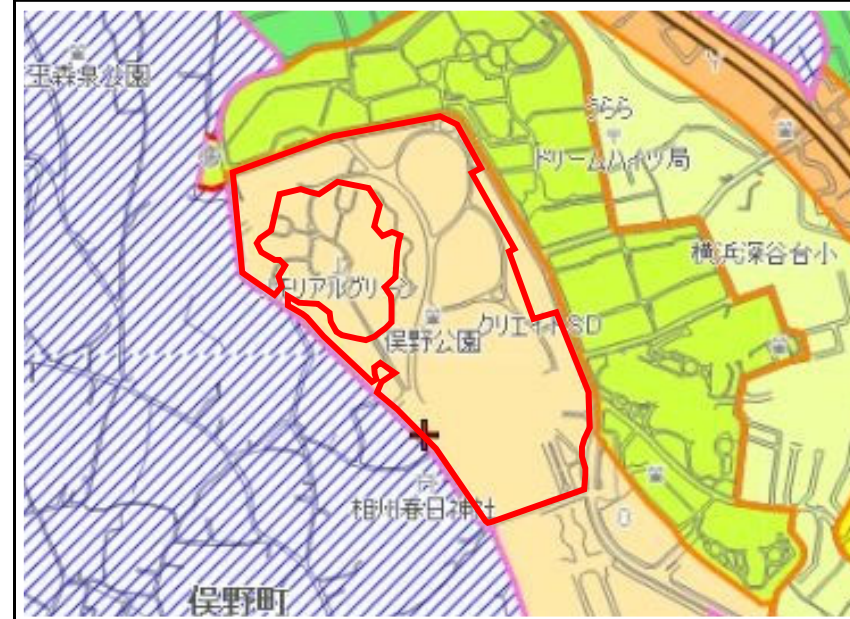 王森泉公園
うらら
ドリームハイツ局
横浜深谷台小
メモリアルグリーン
クリエイトSD
俣野公園
相州春日神社
俣野町